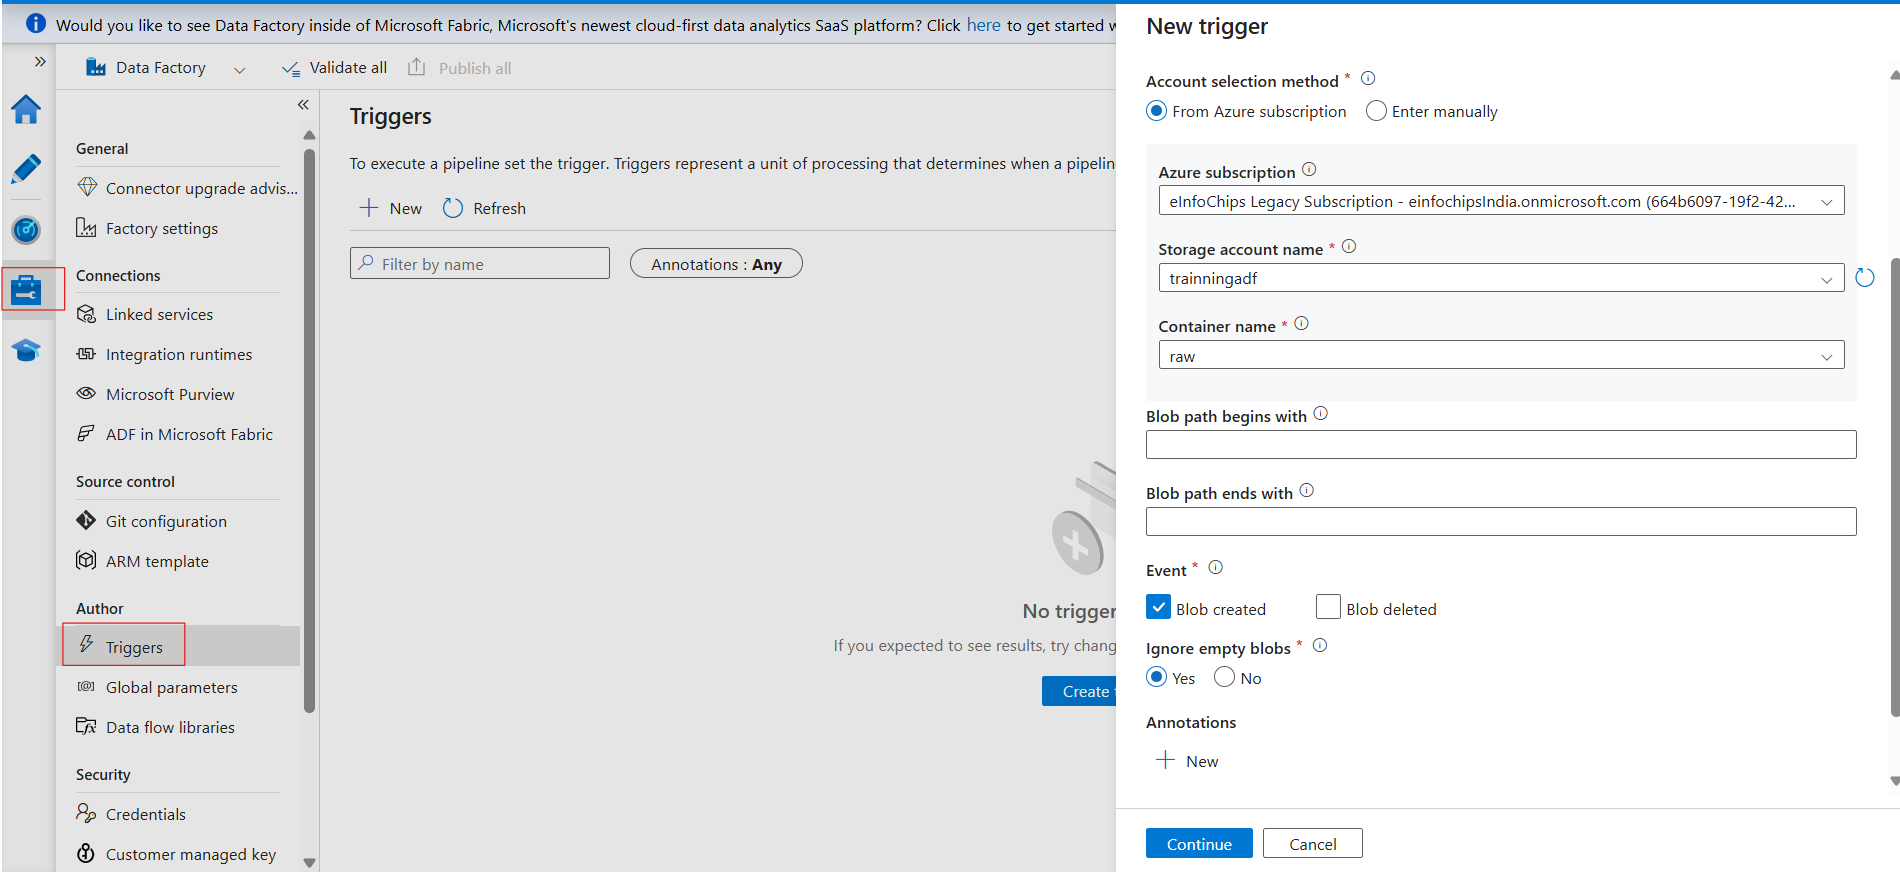 Would you like to see Data Factory inside of Microsoft Fabric, Microsoft's newest cloud-first data analytics SaaS platform? Click here to get started w
Data Factory
Validate all
Publish all
General
Connector upgrade advis...
Factory settings
Connections
Linked services
Integration runtimes
Microsoft Purview
ADF in Microsoft Fabric
Source control
Git configuration
ARM template
Author
Triggers
Global parameters
Data flow libraries
Security
Credentials
Customer managed key
Triggers
To execute a pipeline set the trigger. Triggers represent a unit of processing that determines when a pipelin
New
Refresh
Filter by name
Annotations : Any
No trigger
If you expected to see results, try chang
Create t
New trigger
Account selection method *
From Azure subscription
Enter manually
Azure subscription
eInfoChips Legacy Subscription - einfochipsIndia.onmicrosoft.com (664b6097-19f2-42...
Storage account name *
trainningadf
Container name *
raw
Blob path begins with
Blob path ends with
Event *
Blob created
Blob deleted
Ignore empty blobs *
Yes
No
Annotations
New
Continue
Cancel